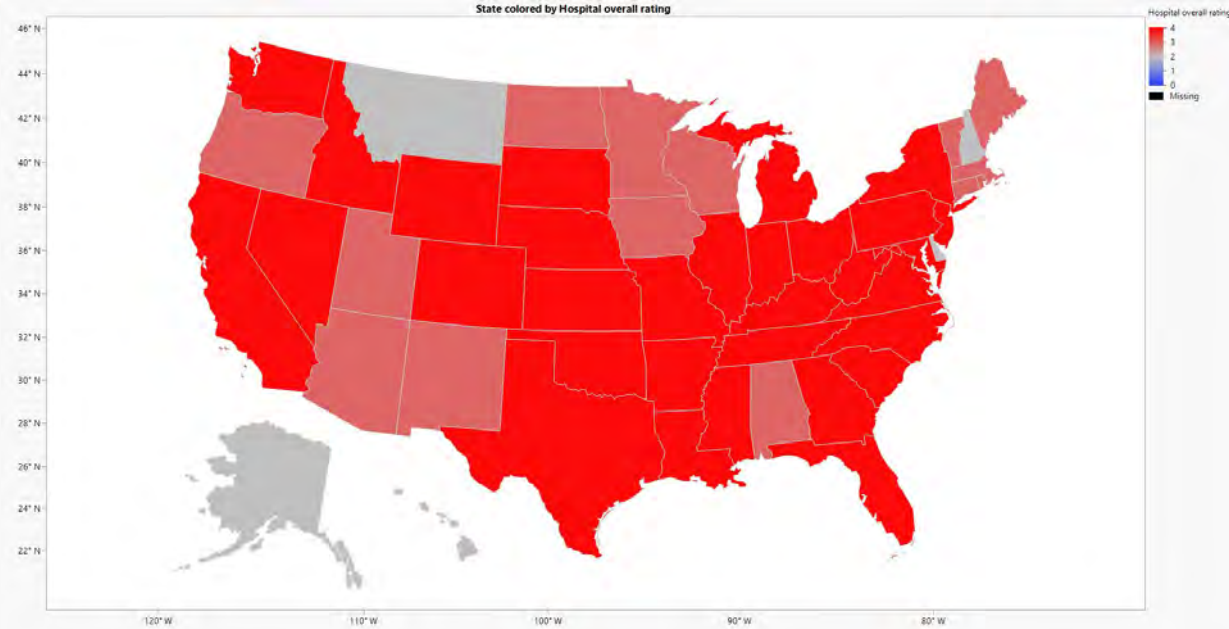 State colored by Hospital overall rating
Hospital overall rating
4
3
2
1
0
Missing
46° N
44° N
42° N
40° N
38° N
36° N
34° N
32° N
30° N
28° N
26° N
24° N
22° N
120° W
110° W
100° W
90° W
80° W